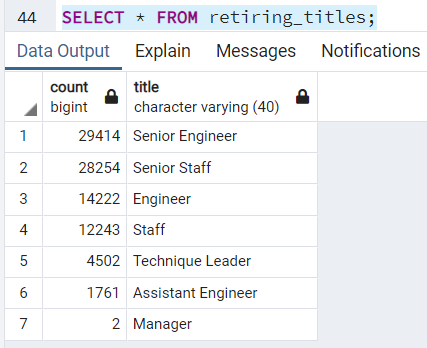 44 SELECT * FROM retiring_titles;
Data Output Explain Messages Notifications
count title
bigint character varying (40)
1 29414 Senior Engineer
2 28254 Senior Staff
3 14222 Engineer
4 12243 Staff
5 4502 Technique Leader
6 1761 Assistant Engineer
7 2 Manager